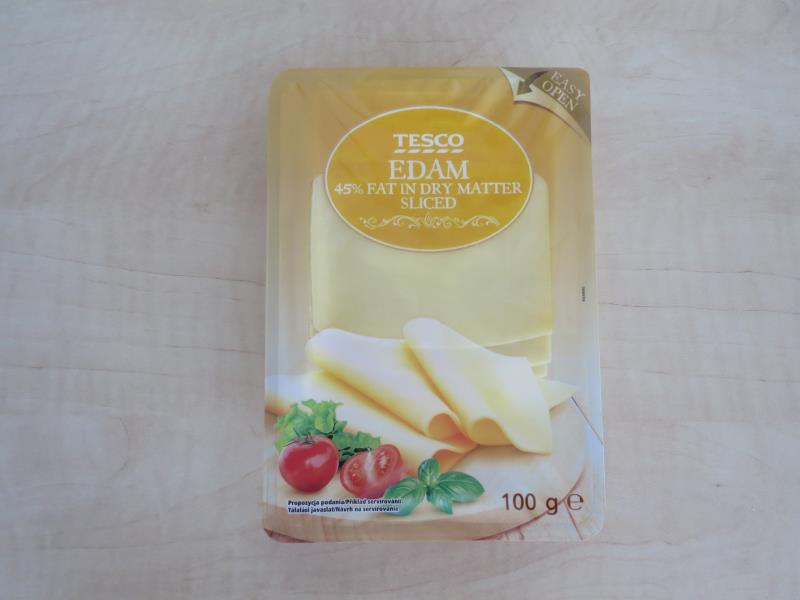 EASY
OPEN
TESCO
EDAM
45% FAT IN DRY MATTER
SLICED
Propozycja podania/Příklad servírování
Tálalási javaslat/Návrh na servírovanie
100 g e